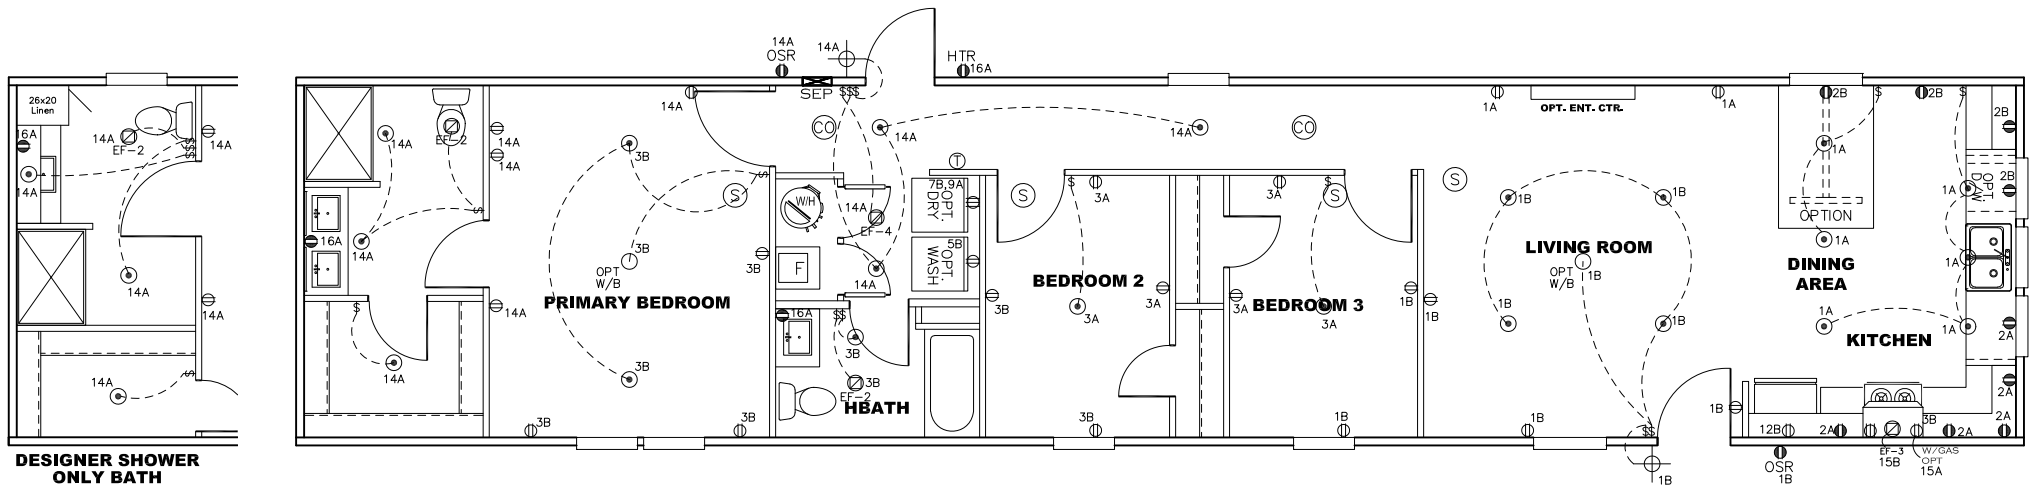 26x20
Linen
16A
14A
EF-2
14A
14A
14A
14A
14A
DESIGNER SHOWER
ONLY BATH
14A
OSR
14A
HTR
16A
SEP
$$$
14A
EF-2
14A
14A
14A
16A
14A
14A
14A
3B
3B
3B
3B
3B
3B
OPT
W/B
PRIMARY BEDROOM
S
CO
14A
14A
CO
T
W/H
F
14A
EF-4
14A
7B,9A
OPT.
DRY
5B
OPT.
WASH
16A
3B
3B
EF-2
HBATH
S
3A
3A
3B
3A
3B
BEDROOM 2
3A
S
3A
3A
1B
1B
BEDROOM 3
S
1B
1A
OPT. ENT. CTR.
1A
1B
1B
LIVING ROOM
OPT
W/B
1B
1B
1B
1B
1B
1B
2B
2B
1A
OPTION
1A
DINING
AREA
1A
2B
2B
OPT.
D/W
1A
1A
1A
KITCHEN
2A
2A
2A
2A
2A
12B
OSR
1B
3B
EF-3
15B
W/GAS
OPT
15A